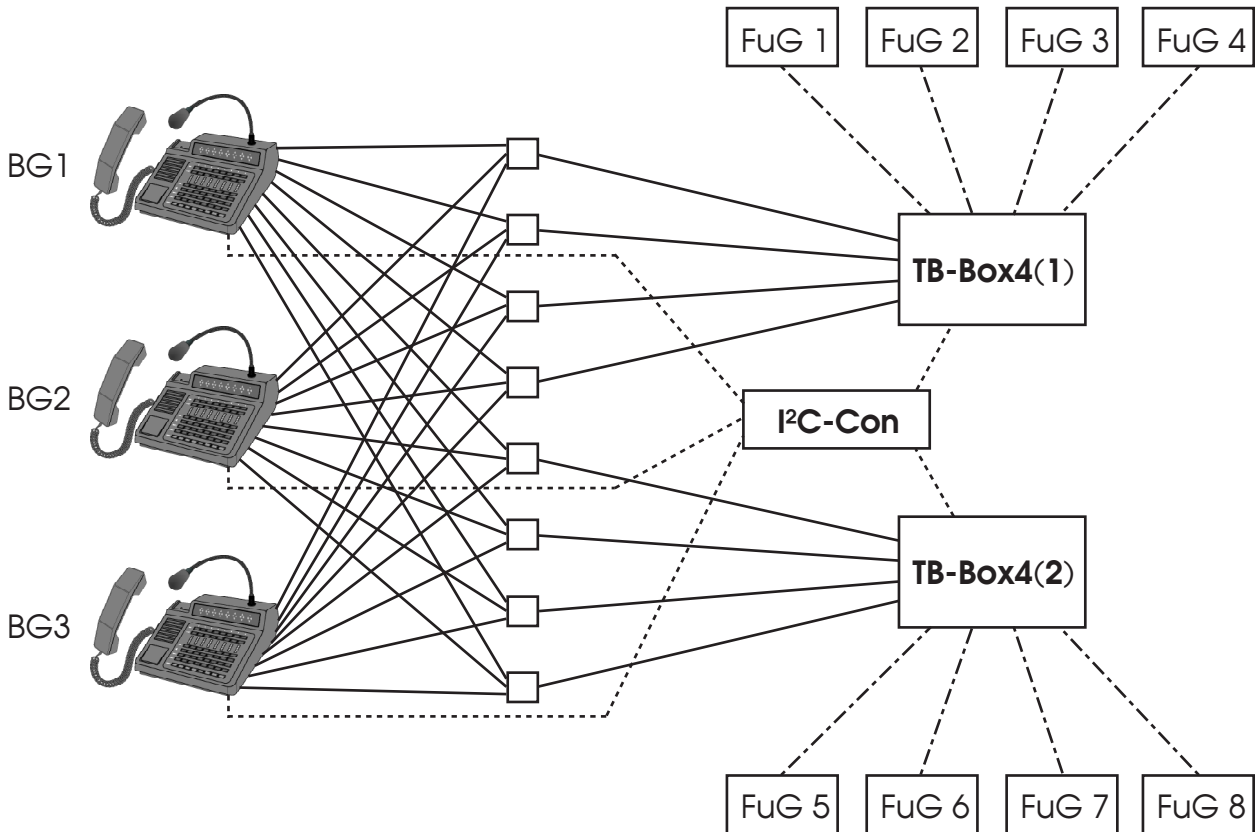 FuG 1
FuG 2
FuG 3
FuG 4
BG1
TB-Box4(1)
BG2
I²C-Con
TB-Box4(2)
BG3
FuG 5
FuG 6
FuG 7
FuG 8